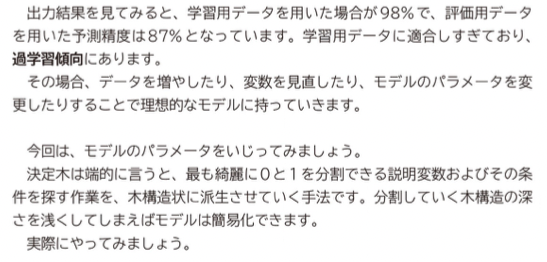 出力結果を見てみると、学習用データを用いた場合が98％で、評価用データ
を用いた予測精度は87％となっています。学習用データに適合しすぎており、
過学習傾向にあります。
その場合、データを増やしたり、変数を見直したり、モデルのパラメータを変
更したりすることで理想的なモデルに持っていきます。
今回は、モデルのパラメータをいじってみましょう。
決定木は端的に言うと、最も綺麗に0と1を分割できる説明変数およびその条
件を探す作業を、木構造状に派生させていく手法です。分割していく木構造の深
さを浅くしてしまえばモデルは簡易化できます。
実際にやってみましょう。